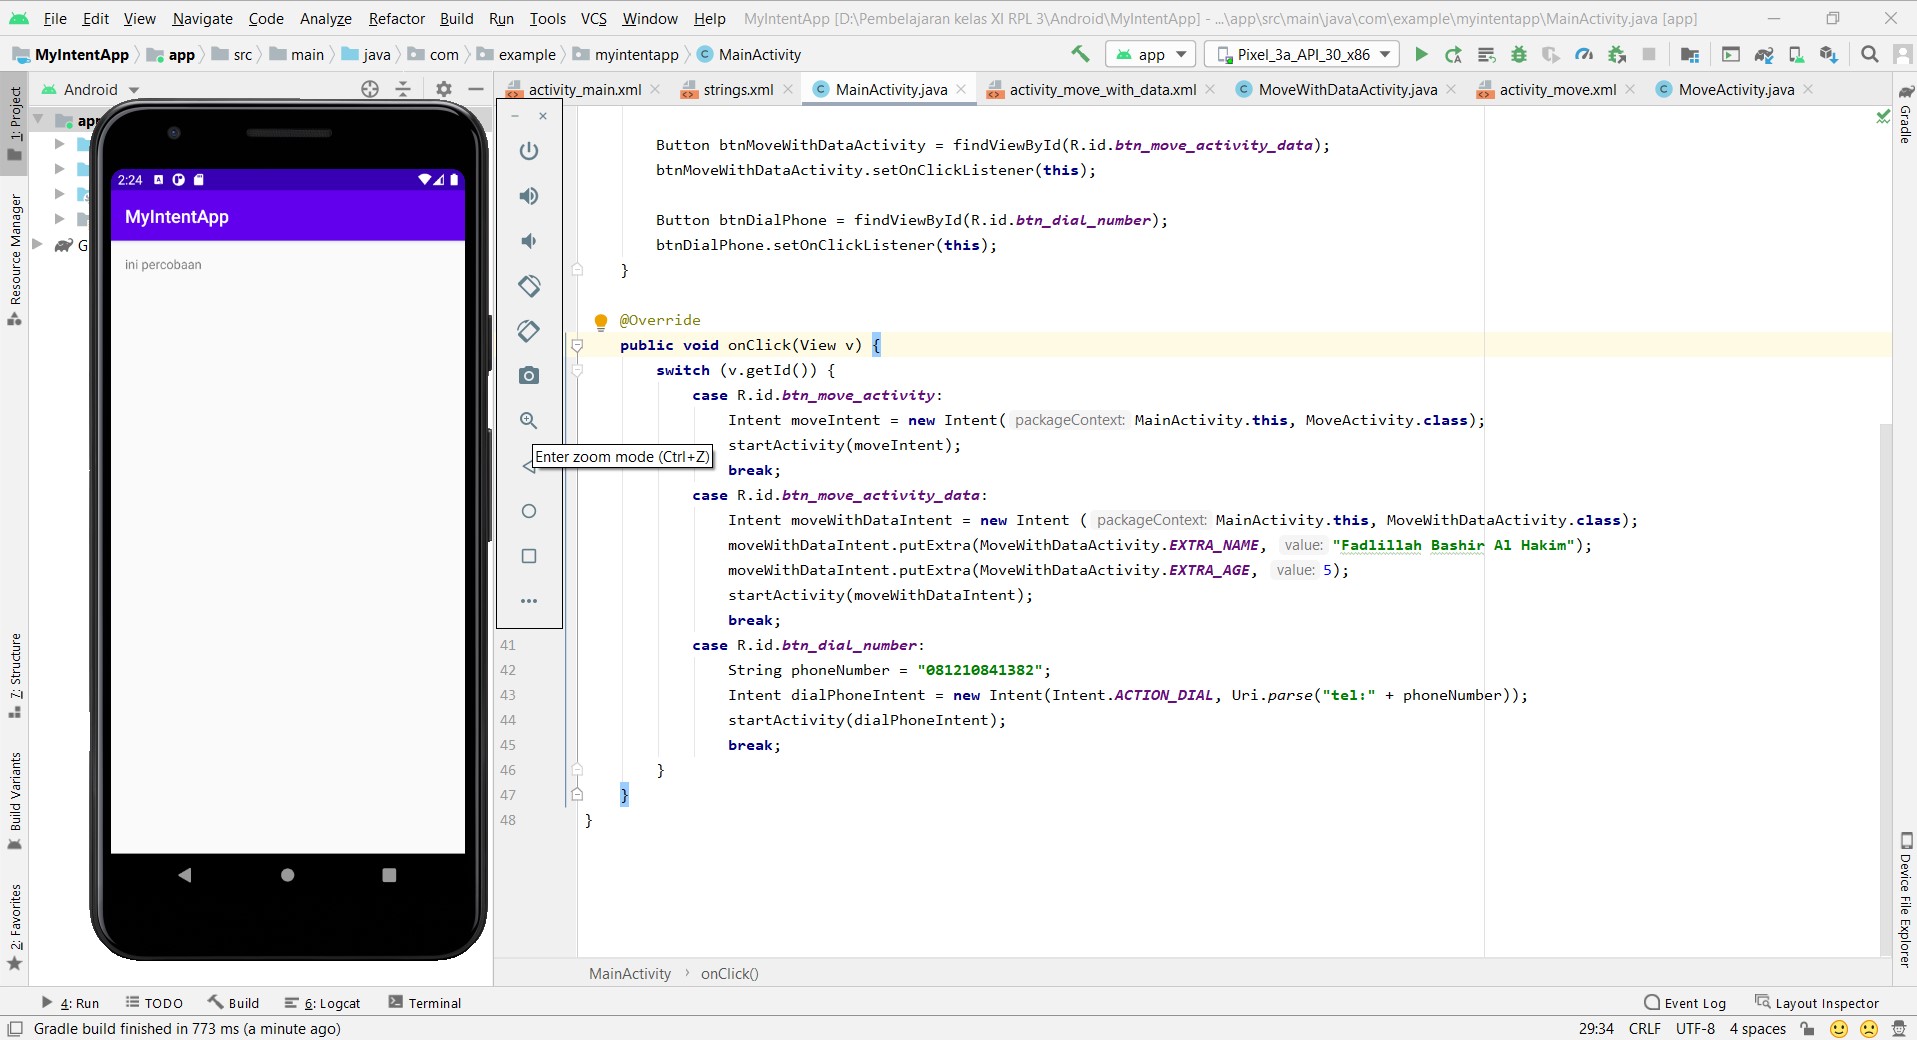 File Edit View Navigate Code Analyze Refactor Build Run Tools VCS Window Help MyIntentApp [D:\Pembelajaran kelas XI RPL 3\Android\MyIntentApp] - ...\app\src\main\java\com\example\myintentapp\MainActivity.java [app]
MyIntentApp app src main java com example myintentapp MainActivity app Pixel_3a_API_30_x86
Android activity_main.xml strings.xml MainActivity.java activity_move_with_data.xml MoveWithDataActivity.java activity_move.xml MoveActivity.java
1: Project
Resource Manager
7: Structure
Build Variants
2: Favorites
app
G
2:24
MyIntentApp
ini percobaan
Enter zoom mode (Ctrl+Z)
Button btnMoveWithDataActivity = findViewById(R.id.btn_move_activity_data);
btnMoveWithDataActivity.setOnClickListener(this);
Button btnDialPhone = findViewById(R.id.btn_dial_number);
btnDialPhone.setOnClickListener(this);
}
@Override
public void onClick(View v) {
switch (v.getId()) {
case R.id.btn_move_activity:
Intent moveIntent = new Intent( packageContext: MainActivity.this, MoveActivity.class);
startActivity(moveIntent);
break;
case R.id.btn_move_activity_data:
Intent moveWithDataIntent = new Intent ( packageContext: MainActivity.this, MoveWithDataActivity.class);
moveWithDataIntent.putExtra(MoveWithDataActivity.EXTRA_NAME, value: "Fadlillah Bashir Al Hakim");
moveWithDataIntent.putExtra(MoveWithDataActivity.EXTRA_AGE, value: 5);
startActivity(moveWithDataIntent);
break;
41 case R.id.btn_dial_number:
42 String phoneNumber = "081210841382";
43 Intent dialPhoneIntent = new Intent(Intent.ACTION_DIAL, Uri.parse("tel:" + phoneNumber));
44 startActivity(dialPhoneIntent);
45 break;
46 }
47 }
48 }
Gradle
Device File Explorer
MainActivity › onClick()
4: Run TODO Build 6: Logcat Terminal Event Log Layout Inspector
Gradle build finished in 773 ms (a minute ago) 29:34 CRLF UTF-8 4 spaces